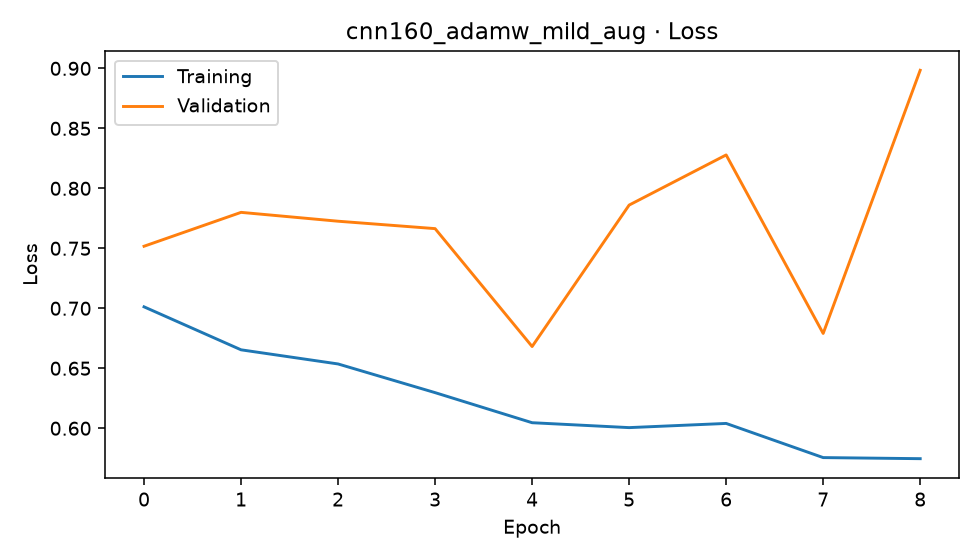 cnn160_adamw_mild_aug · Loss
Training
Validation
0.90
0.85
0.80
0.75
0.70
0.65
0.60
Loss
0 1 2 3 4 5 6 7 8
Epoch